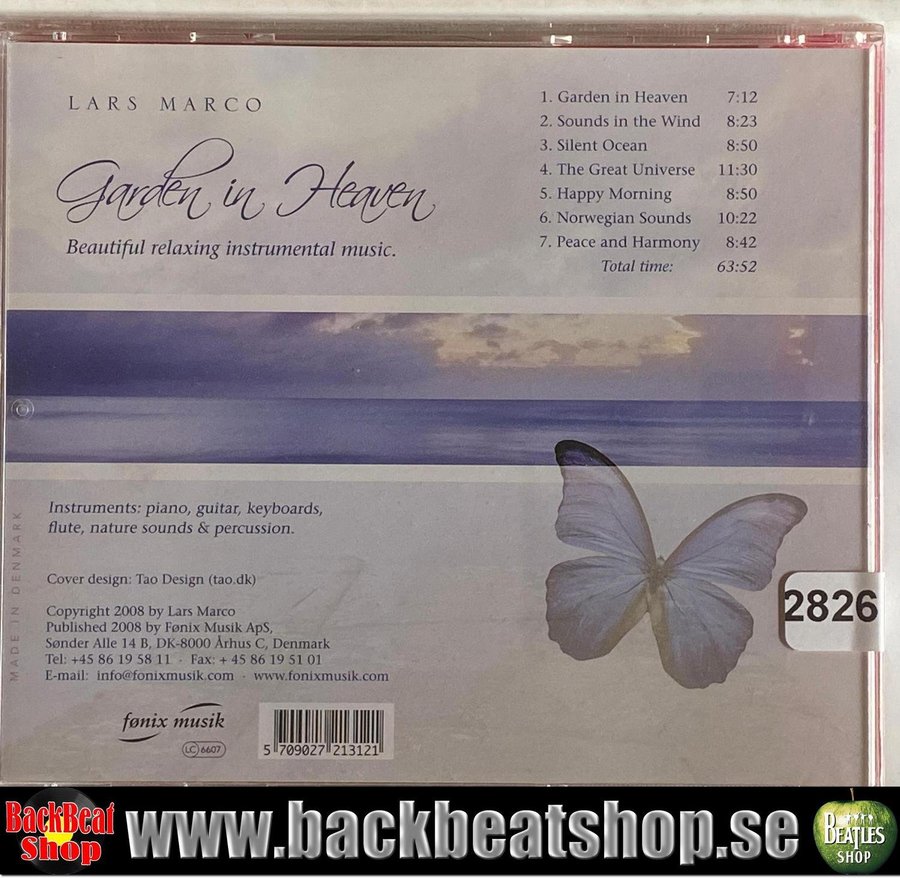 LARS MARCO
Garden in Heaven
Beautiful relaxing instrumental music.
1. Garden in Heaven 7:12
2. Sounds in the Wind 8:23
3. Silent Ocean 8:50
4. The Great Universe 11:30
5. Happy Morning 8:50
6. Norwegian Sounds 10:22
7. Peace and Harmony 8:42
Total time: 63:52
Instruments: piano, guitar, keyboards,
flute, nature sounds & percussion.
Cover design: Tao Design (tao.dk)
Copyright 2008 by Lars Marco
Published 2008 by Fønix Musik ApS,
Sønder Alle 14 B, DK-8000 Århus C, Denmark
Tel: +45 86 19 58 11 · Fax: + 45 86 19 51 01
E-mail: info@fonixmusik.com · www.fonixmusik.com
MADE IN DENMARK
fønix musik
LC 6607
5 709027 213121
2826
BackBeat
Shop
www.backbeatshop.se
BEATLES
SHOP